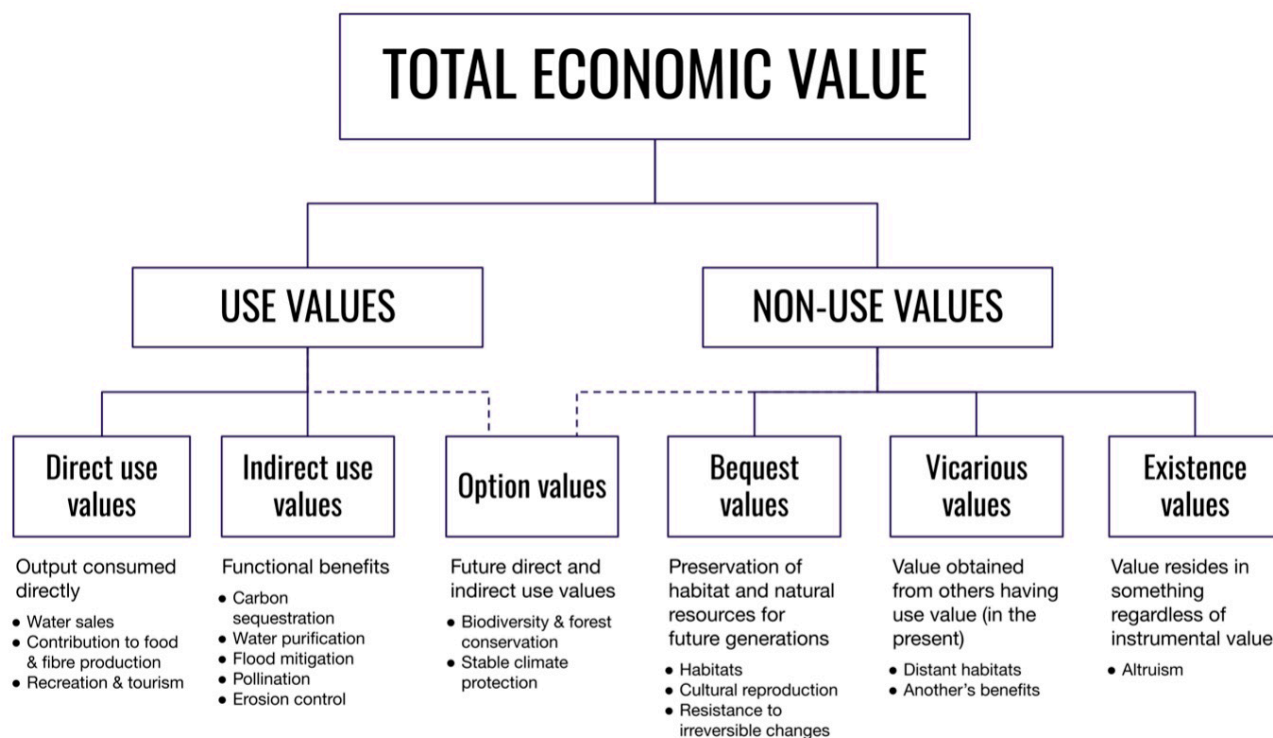 TOTAL ECONOMIC VALUE
USE VALUES
NON-USE VALUES
Direct use
values
Output consumed
directly
● Water sales
● Contribution to food
& fibre production
● Recreation & tourism
Indirect use
values
Functional benefits
● Carbon
sequestration
● Water purification
● Flood mitigation
● Pollination
● Erosion control
Option values
Future direct and
indirect use values
● Biodiversity & forest
conservation
● Stable climate
protection
Bequest
values
Preservation of
habitat and natural
resources for
future generations
● Habitats
● Cultural reproduction
● Resistance to
irreversible changes
Vicarious
values
Value obtained
from others having
use value (in the
present)
● Distant habitats
● Another's benefits
Existence
values
Value resides in
something
regardless of
instrumental value
● Altruism